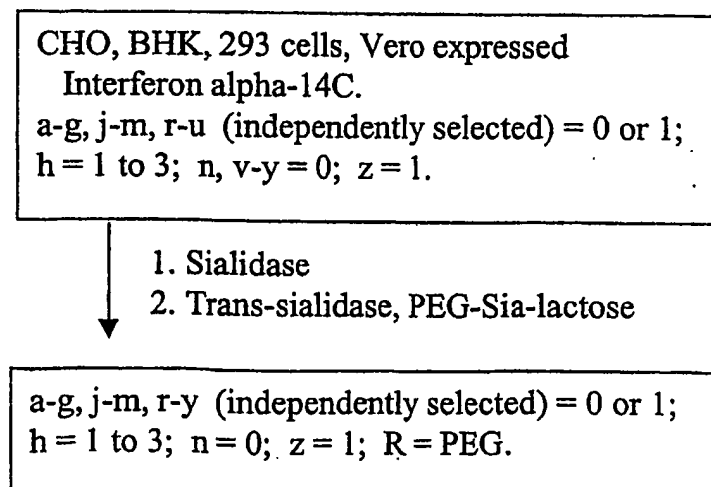 CHO, BHK, 293 cells, Vero expressed
Interferon alpha-14C.
a-g, j-m, r-u (independently selected) = 0 or 1;
h = 1 to 3; n, v-y = 0; z = 1.
1. Sialidase
2. Trans-sialidase, PEG-Sia-lactose
a-g, j-m, r-y (independently selected) = 0 or 1;
h = 1 to 3; n = 0; z = 1; R = PEG.